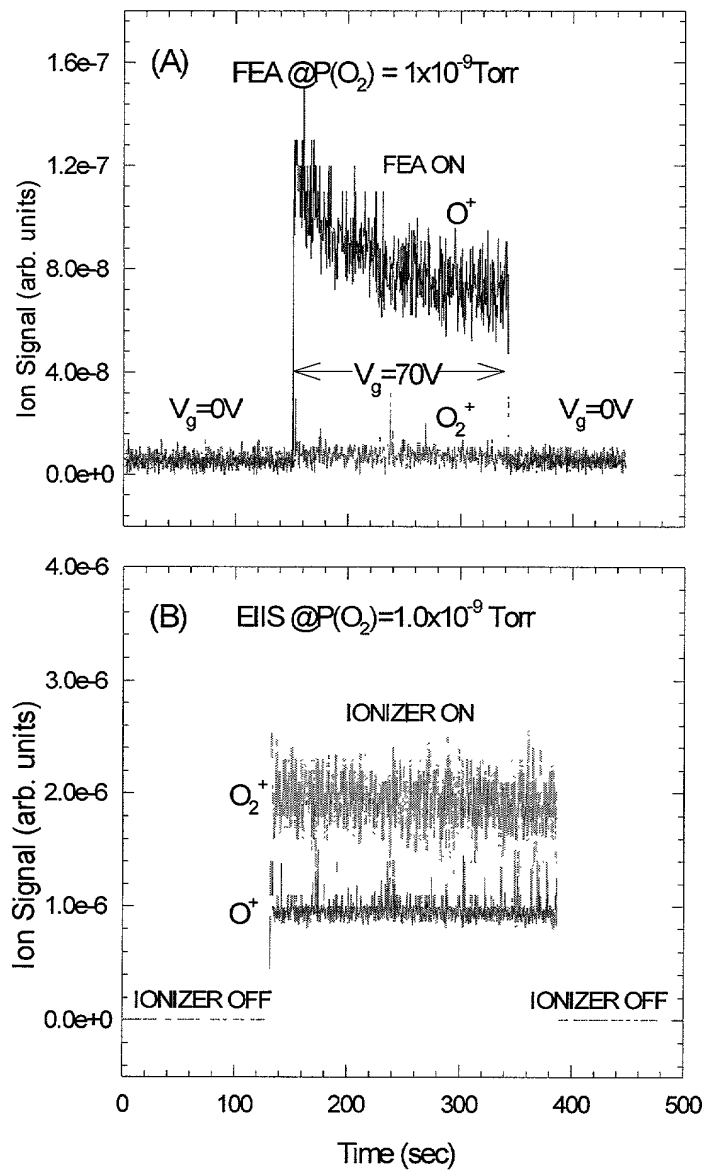 (A)
FEA @P(O₂) = 1x10⁻⁹Torr
1.6e-7
1.2e-7
8.0e-8
4.0e-8
0.0e+0
Ion Signal (arb. units)
FEA ON
O⁺
V_g=70V
V_g=0V
O₂⁺
V_g=0V
(B)
EIIS @P(O₂)=1.0x10⁻⁹ Torr
4.0e-6
3.0e-6
2.0e-6
1.0e-6
0.0e+0
Ion Signal (arb. units)
IONIZER ON
O₂⁺
O⁺
IONIZER OFF
IONIZER OFF
0 100 200 300 400 500
Time (sec)